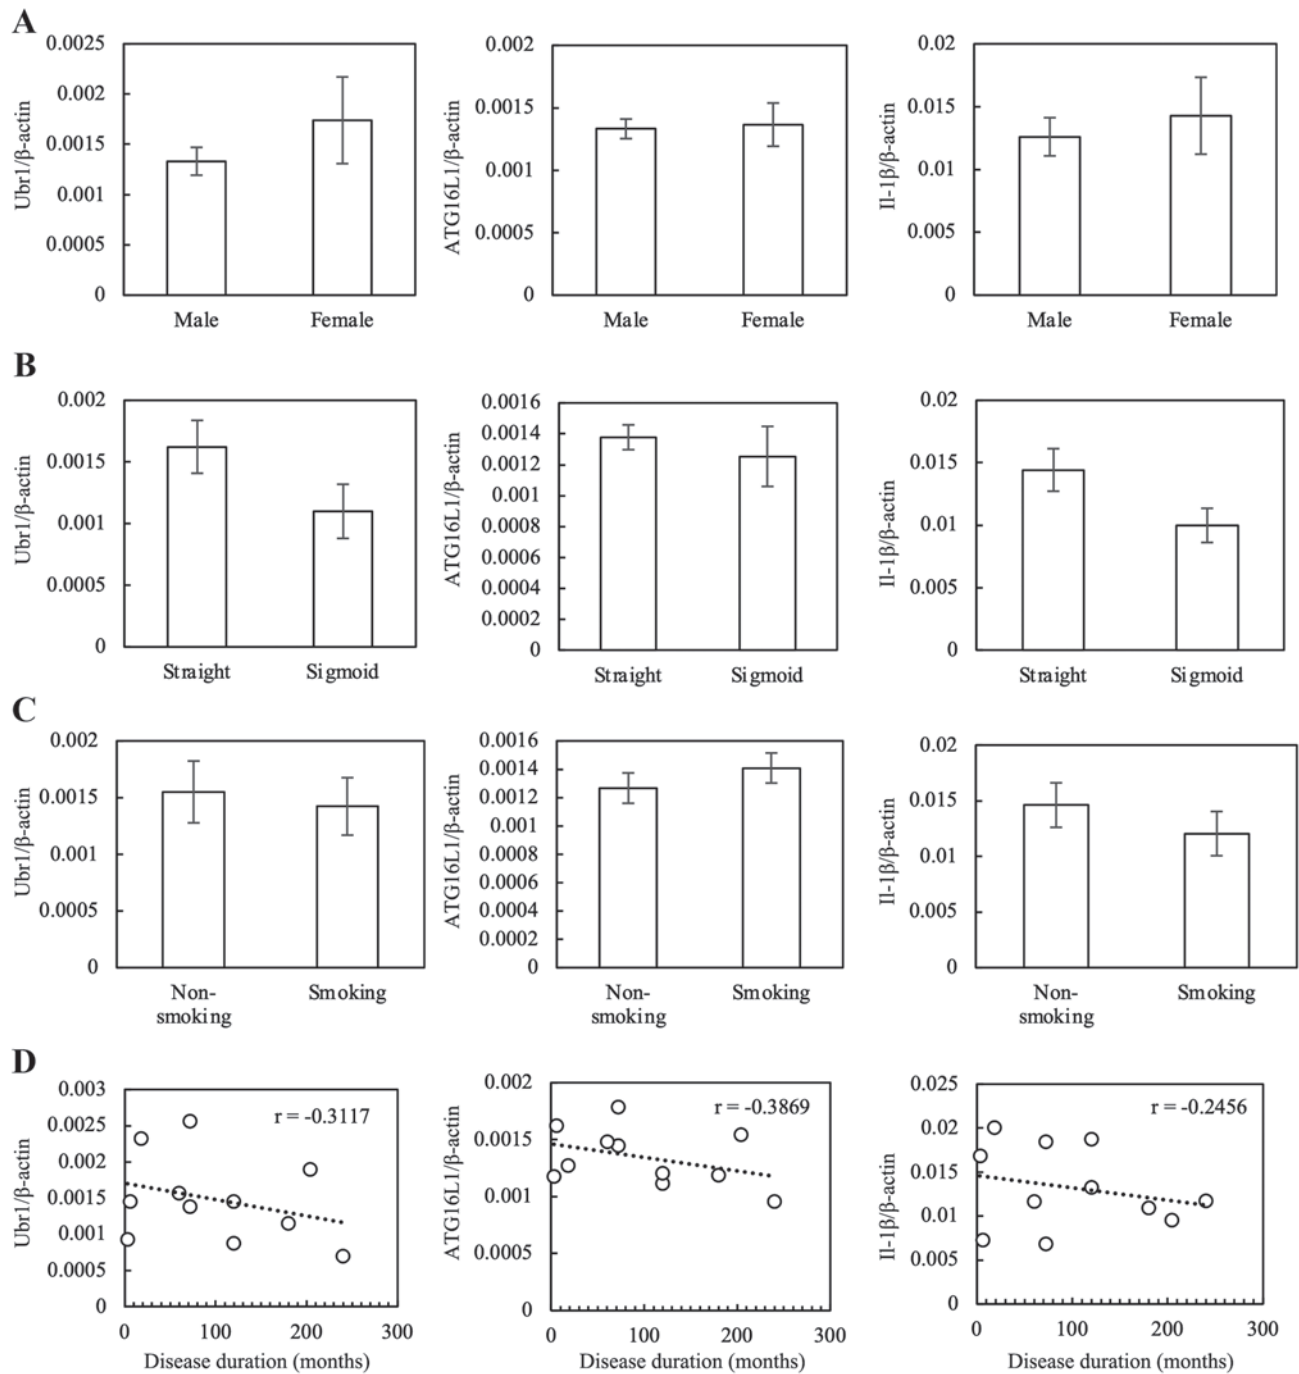 A
Ubr1/β-actin
0.0025
0.002
0.0015
0.001
0.0005
0
Male Female
ATG16L1/β-actin
0.002
0.0015
0.001
0.0005
0
Male Female
Il-1β/β-actin
0.02
0.015
0.01
0.005
0
Male Female
B
Ubr1/β-actin
0.002
0.0015
0.001
0.0005
0
Straight Sigmoid
ATG16L1/β-actin
0.0016
0.0014
0.0012
0.001
0.0008
0.0006
0.0004
0.0002
0
Straight Sigmoid
Il-1β/β-actin
0.02
0.015
0.01
0.005
0
Straight Sigmoid
C
Ubr1/β-actin
0.002
0.0015
0.001
0.0005
0
Non- Smoking
smoking
ATG16L1/β-actin
0.0016
0.0014
0.0012
0.001
0.0008
0.0006
0.0004
0.0002
0
Non- Smoking
smoking
Il-1β/β-actin
0.02
0.015
0.01
0.005
0
Non- Smoking
smoking
D
Ubr1/β-actin
0.003
0.0025
0.002
0.0015
0.001
0.0005
0
r = -0.3117
0 100 200 300
Disease duration (months)
ATG16L1/β-actin
0.002
0.0015
0.001
0.0005
0
r = -0.3869
0 100 200 300
Disease duration (months)
Il-1β/β-actin
0.025
0.02
0.015
0.01
0.005
0
r = -0.2456
0 100 200 300
Disease duration (months)